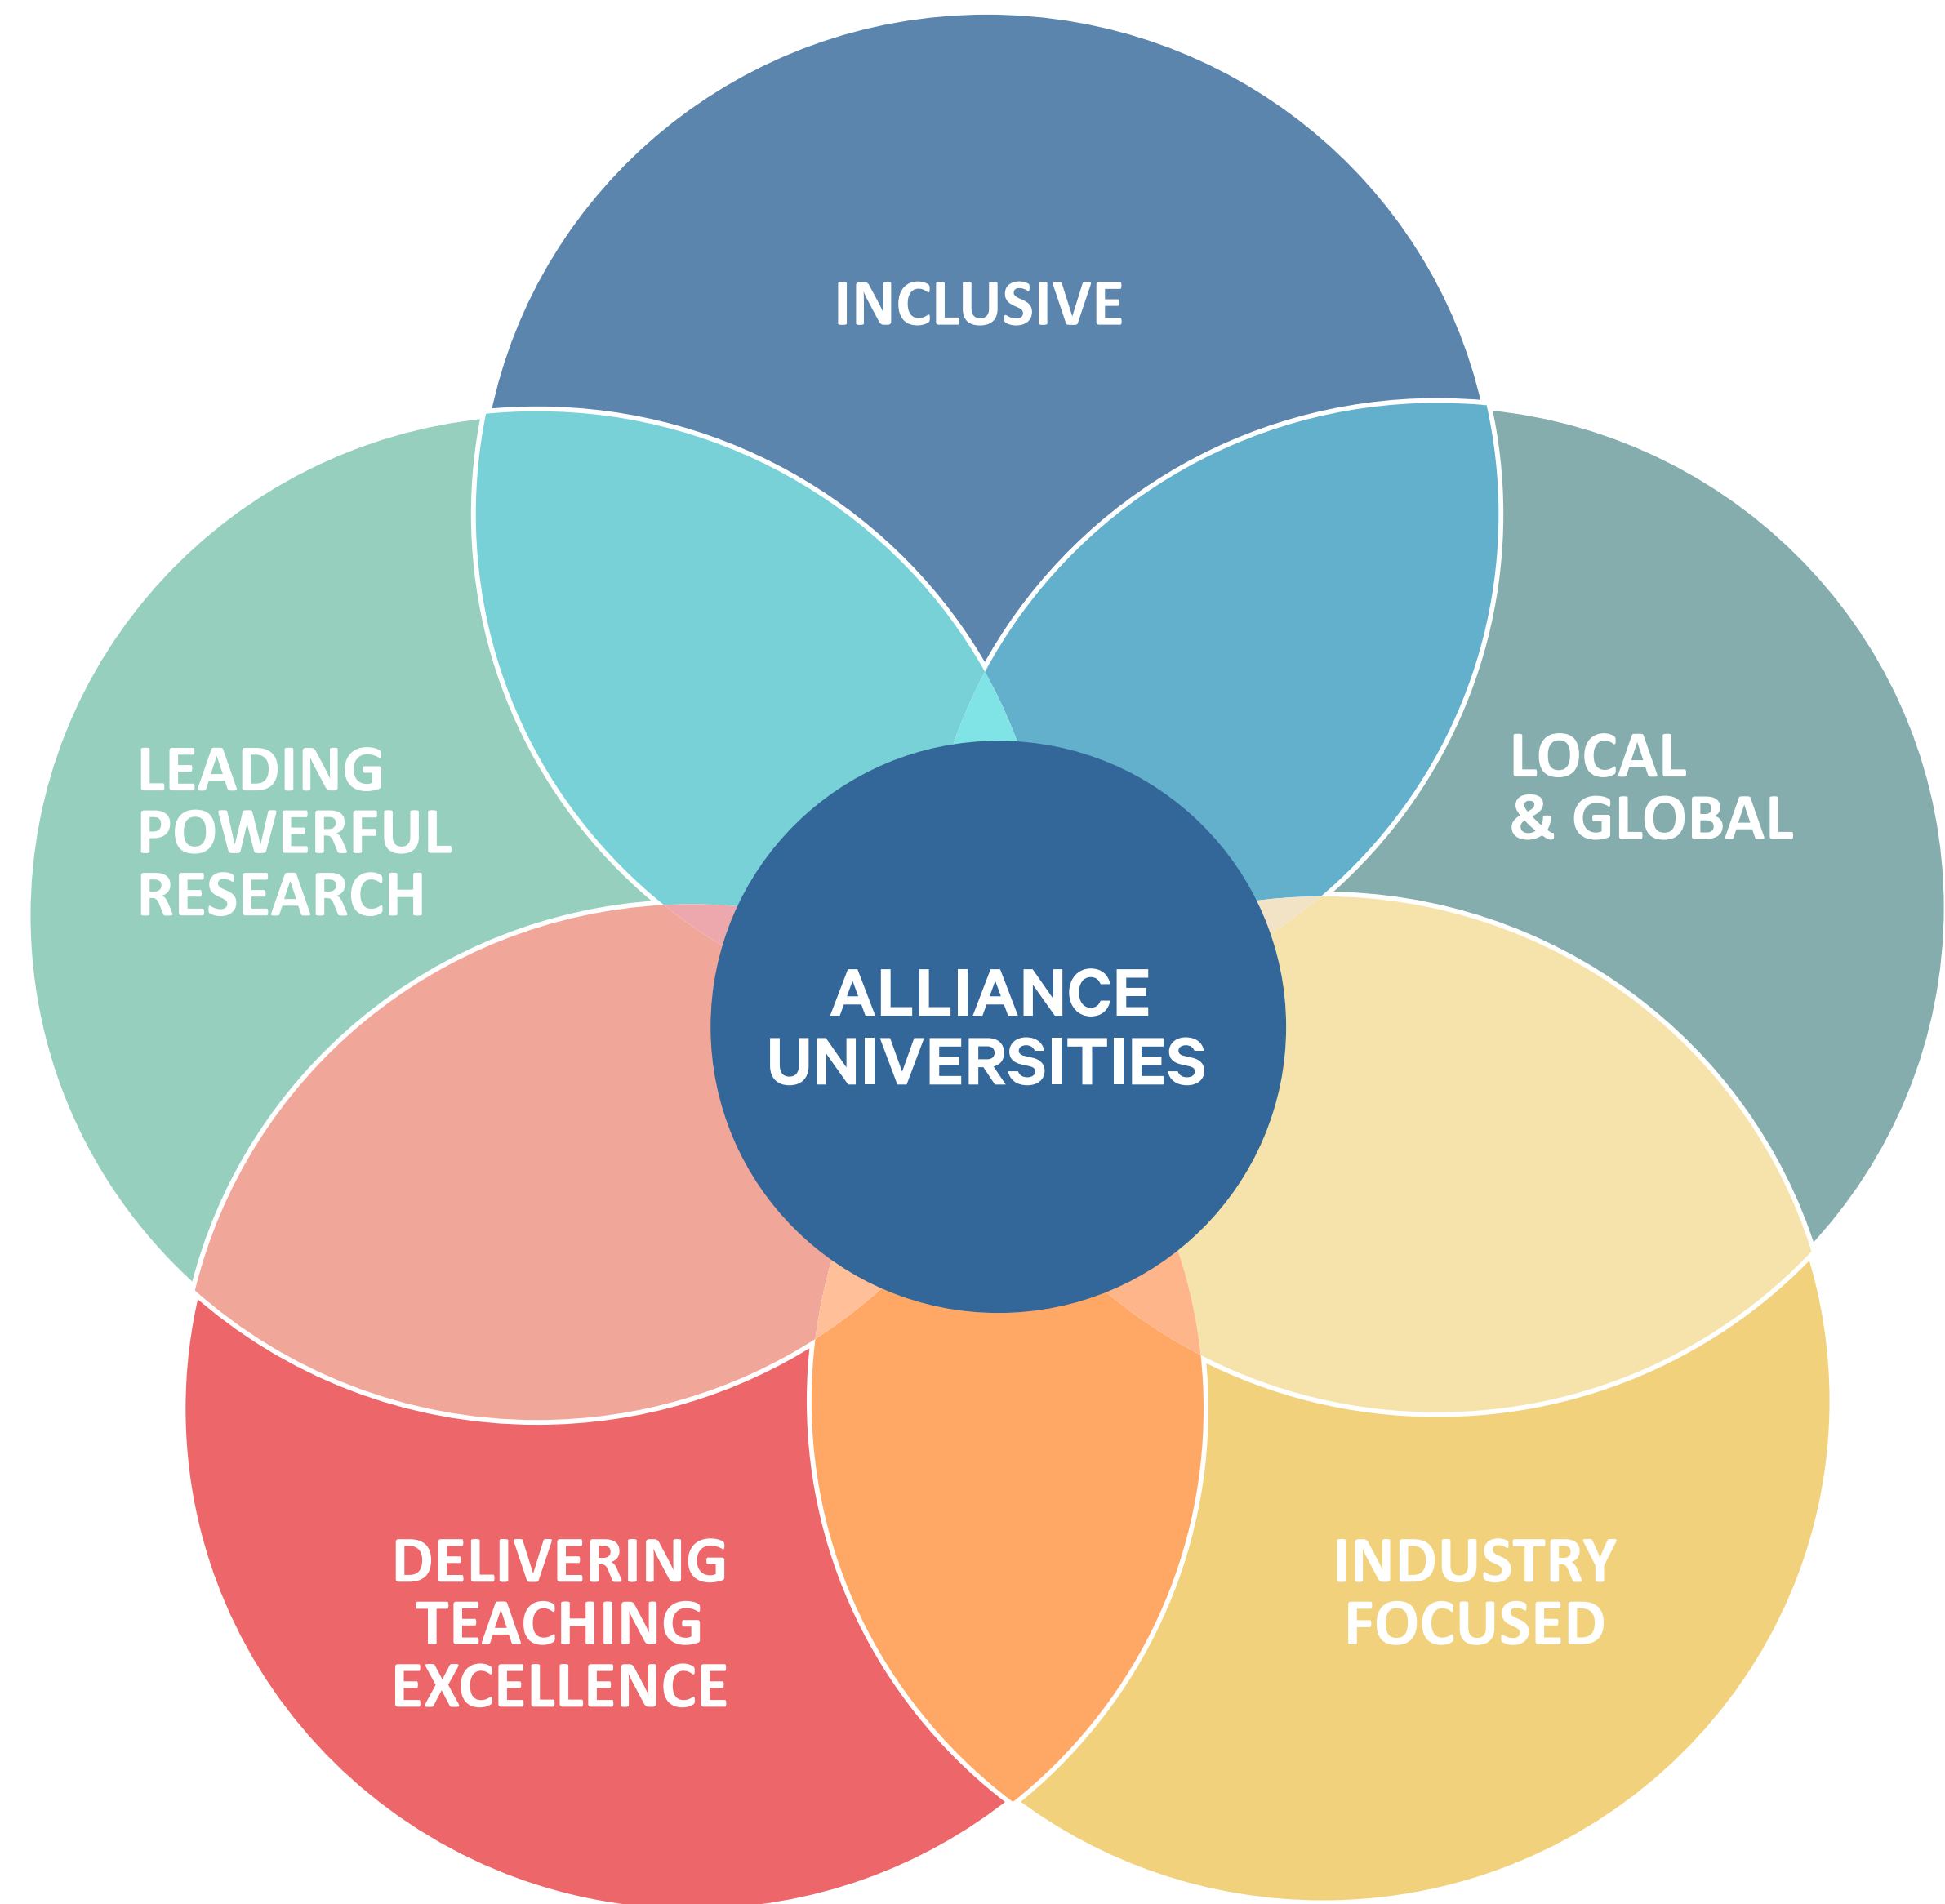 INCLUSIVE
LEADING
POWERFUL
RESEARCH
LOCAL
& GLOBAL
ALLIANCE
UNIVERSITIES
DELIVERING
TEACHING
EXCELLENCE
INDUSTRY
FOCUSED